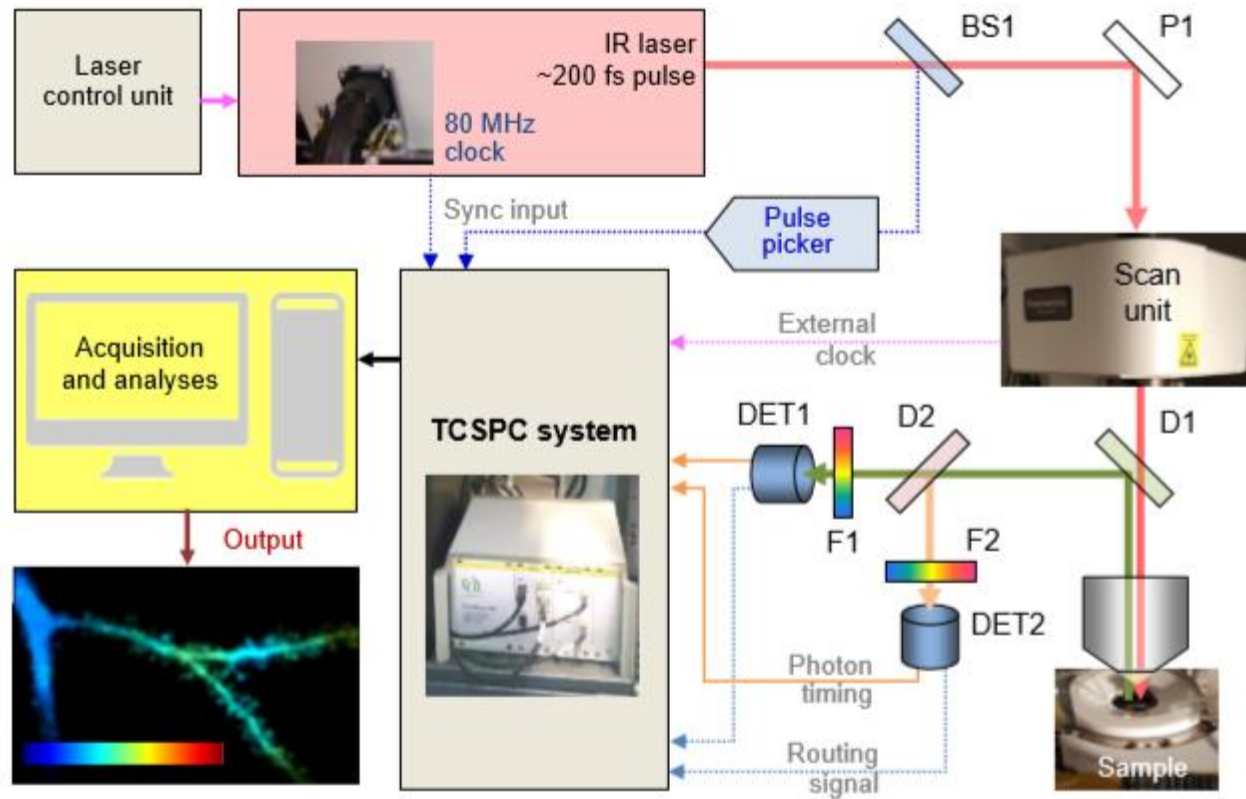 Laser
control unit
IR laser
~200 fs pulse
80 MHz
clock
BS1
P1
Sync input
Pulse
picker
Scan
unit
External
clock
Acquisition
and analyses
TCSPC system
DET1
D2
D1
F1
F2
DET2
Output
Photon
timing
Routing
signal
Sample